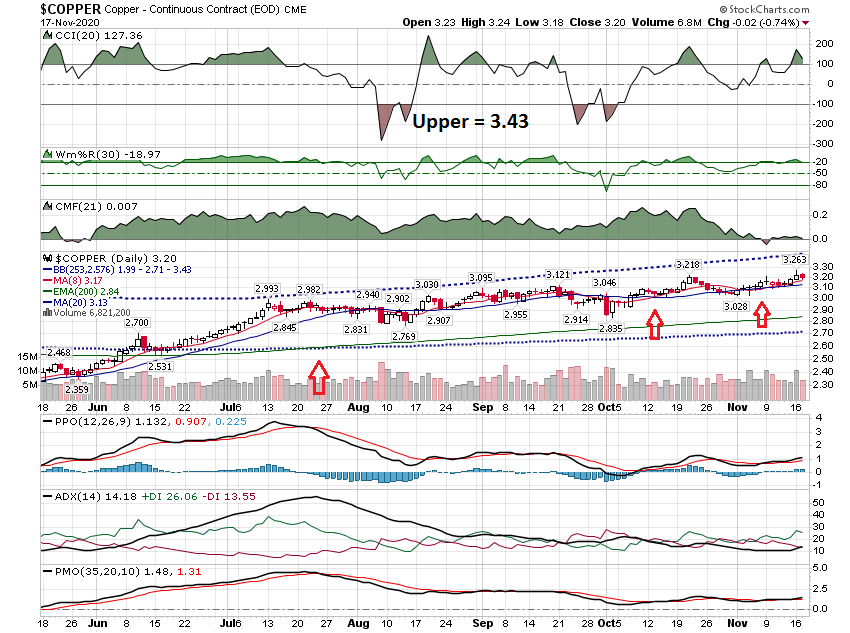 $COPPER Copper - Continuous Contract (EOD) CME
© StockCharts.com
17-Nov-2020
Open 3.23 High 3.24 Low 3.18 Close 3.20 Volume 6.8M Chg -0.02 (-0.74%)
CCI(20) 127.36
200
100
0
-100
-200
-300
Upper = 3.43
Wm%R(30) -18.97
-20
-50
-80
CMF(21) 0.007
0.2
0.0
$COPPER (Daily) 3.20
BB(253,2.576) 1.99 - 2.71 - 3.43
MA(8) 3.17
EMA(200) 2.84
MA(20) 3.13
Volume 6,821,200
2.468
2.359
2.700
2.531
2.993
2.845
2.982
2.831
2.940
2.902
2.769
3.030
2.907
3.095
2.955
3.121
2.914
3.046
2.835
3.218
3.028
3.263
3.30
3.20
3.10
3.00
2.90
2.80
2.70
2.60
2.50
2.40
2.30
15M
10M
5M
18 26 Jun 8 15 22 Jul 6 13 20 27 Aug 10 17 24 Sep 8 14 21 28 Oct 5 12 19 26 Nov 9 16
PPO(12,26,9) 1.132, 0.907, 0.225
4
3
2
1
0
-1
ADX(14) 14.18 +DI 26.06 -DI 13.55
50
40
30
20
10
PMO(35,20,10) 1.48, 1.31
5.0
2.5
0.0
18 26 Jun 8 15 22 Jul 6 13 20 27 Aug 10 17 24 Sep 8 14 21 28 Oct 5 12 19 26 Nov 9 16